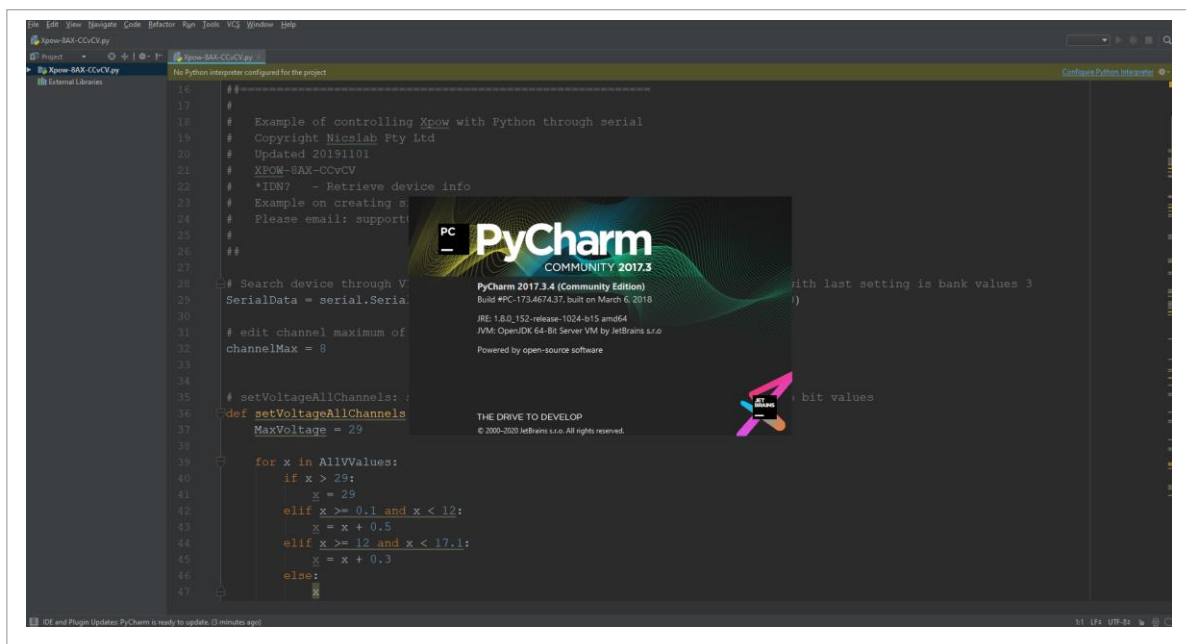 File Edit View Navigate Code Refactor Run Tools VCS Window Help
Xpow-8AX-CCvCV.py
Project
Xpow-8AX-CCvCV.py
Xpow-8AX-CCvCV.py
External Libraries
No Python interpreter configured for the project
Configure Python Interpreter
16 ##==========================================================
17 #
18 # Example of controlling Xpow with Python through serial
19 # Copyright Nicslab Pty Ltd
20 # Updated 20191101
21 # XPOW-8AX-CCvCV
22 # *IDN? - Retrieve device info
23 # Example on creating s
24 # Please email: support
25 #
26 ##
27
28 # Search device through V ith last setting is bank values 3
29 SerialData = serial.Seria )
30
31 # edit channel maximum of
32 channelMax = 8
33
34
35 # setVoltageAllChannels: bit values
36 def setVoltageAllChannels
37 MaxVoltage = 29
38
39 for x in AllVValues:
40 if x > 29:
41 x = 29
42 elif x >= 0.1 and x < 12:
43 x = x + 0.5
44 elif x >= 12 and x < 17.1:
45 x = x + 0.3
46 else:
47 x
PC
PyCharm
COMMUNITY 2017.3
PyCharm 2017.3.4 (Community Edition)
Build #PC-173.4674.37, built on March 6, 2018
JRE: 1.8.0_152-release-1024-b15 amd64
JVM: OpenJDK 64-Bit Server VM by JetBrains s.r.o
Powered by open-source software
JET
BRAINS
THE DRIVE TO DEVELOP
© 2000–2020 JetBrains s.r.o. All rights reserved.
IDE and Plugin Updates: PyCharm is ready to update. (3 minutes ago)
1:1 LF÷ UTF-8÷